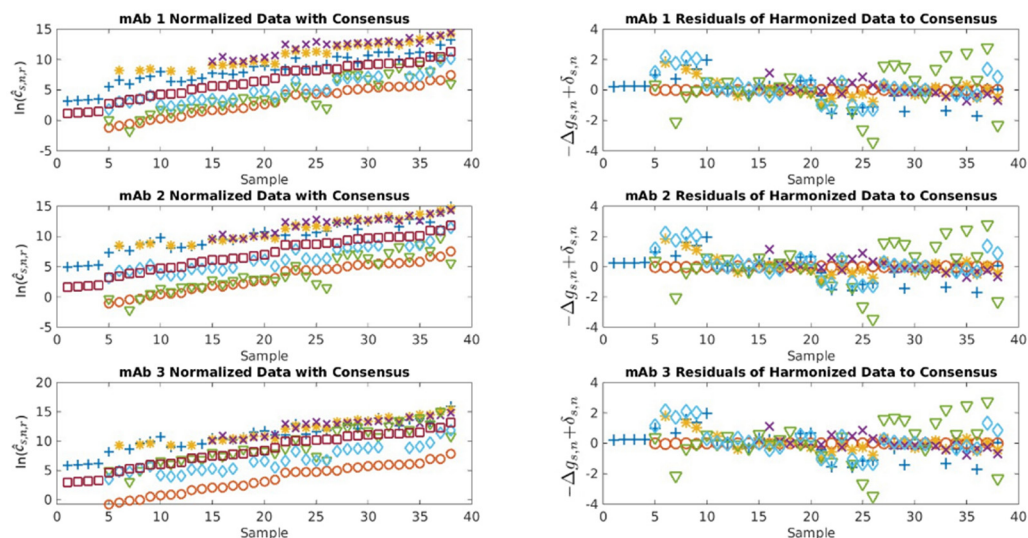 mAb 1 Normalized Data with Consensus
15
10
5
0
-5
ln(ĉₛ,ₙ,ᵣ)
0 5 10 15 20 25 30 35 40
Sample
mAb 1 Residuals of Harmonized Data to Consensus
4
2
0
-2
-4
−Δgₛ,ₙ + δₛ,ₙ
0 5 10 15 20 25 30 35 40
Sample
mAb 2 Normalized Data with Consensus
15
10
5
0
-5
ln(ĉₛ,ₙ,ᵣ)
0 5 10 15 20 25 30 35 40
Sample
mAb 2 Residuals of Harmonized Data to Consensus
4
2
0
-2
-4
−Δgₛ,ₙ + δₛ,ₙ
0 5 10 15 20 25 30 35 40
Sample
mAb 3 Normalized Data with Consensus
20
15
10
5
0
ln(ĉₛ,ₙ,ᵣ)
0 5 10 15 20 25 30 35 40
Sample
mAb 3 Residuals of Harmonized Data to Consensus
4
2
0
-2
-4
−Δgₛ,ₙ + δₛ,ₙ
0 5 10 15 20 25 30 35 40
Sample